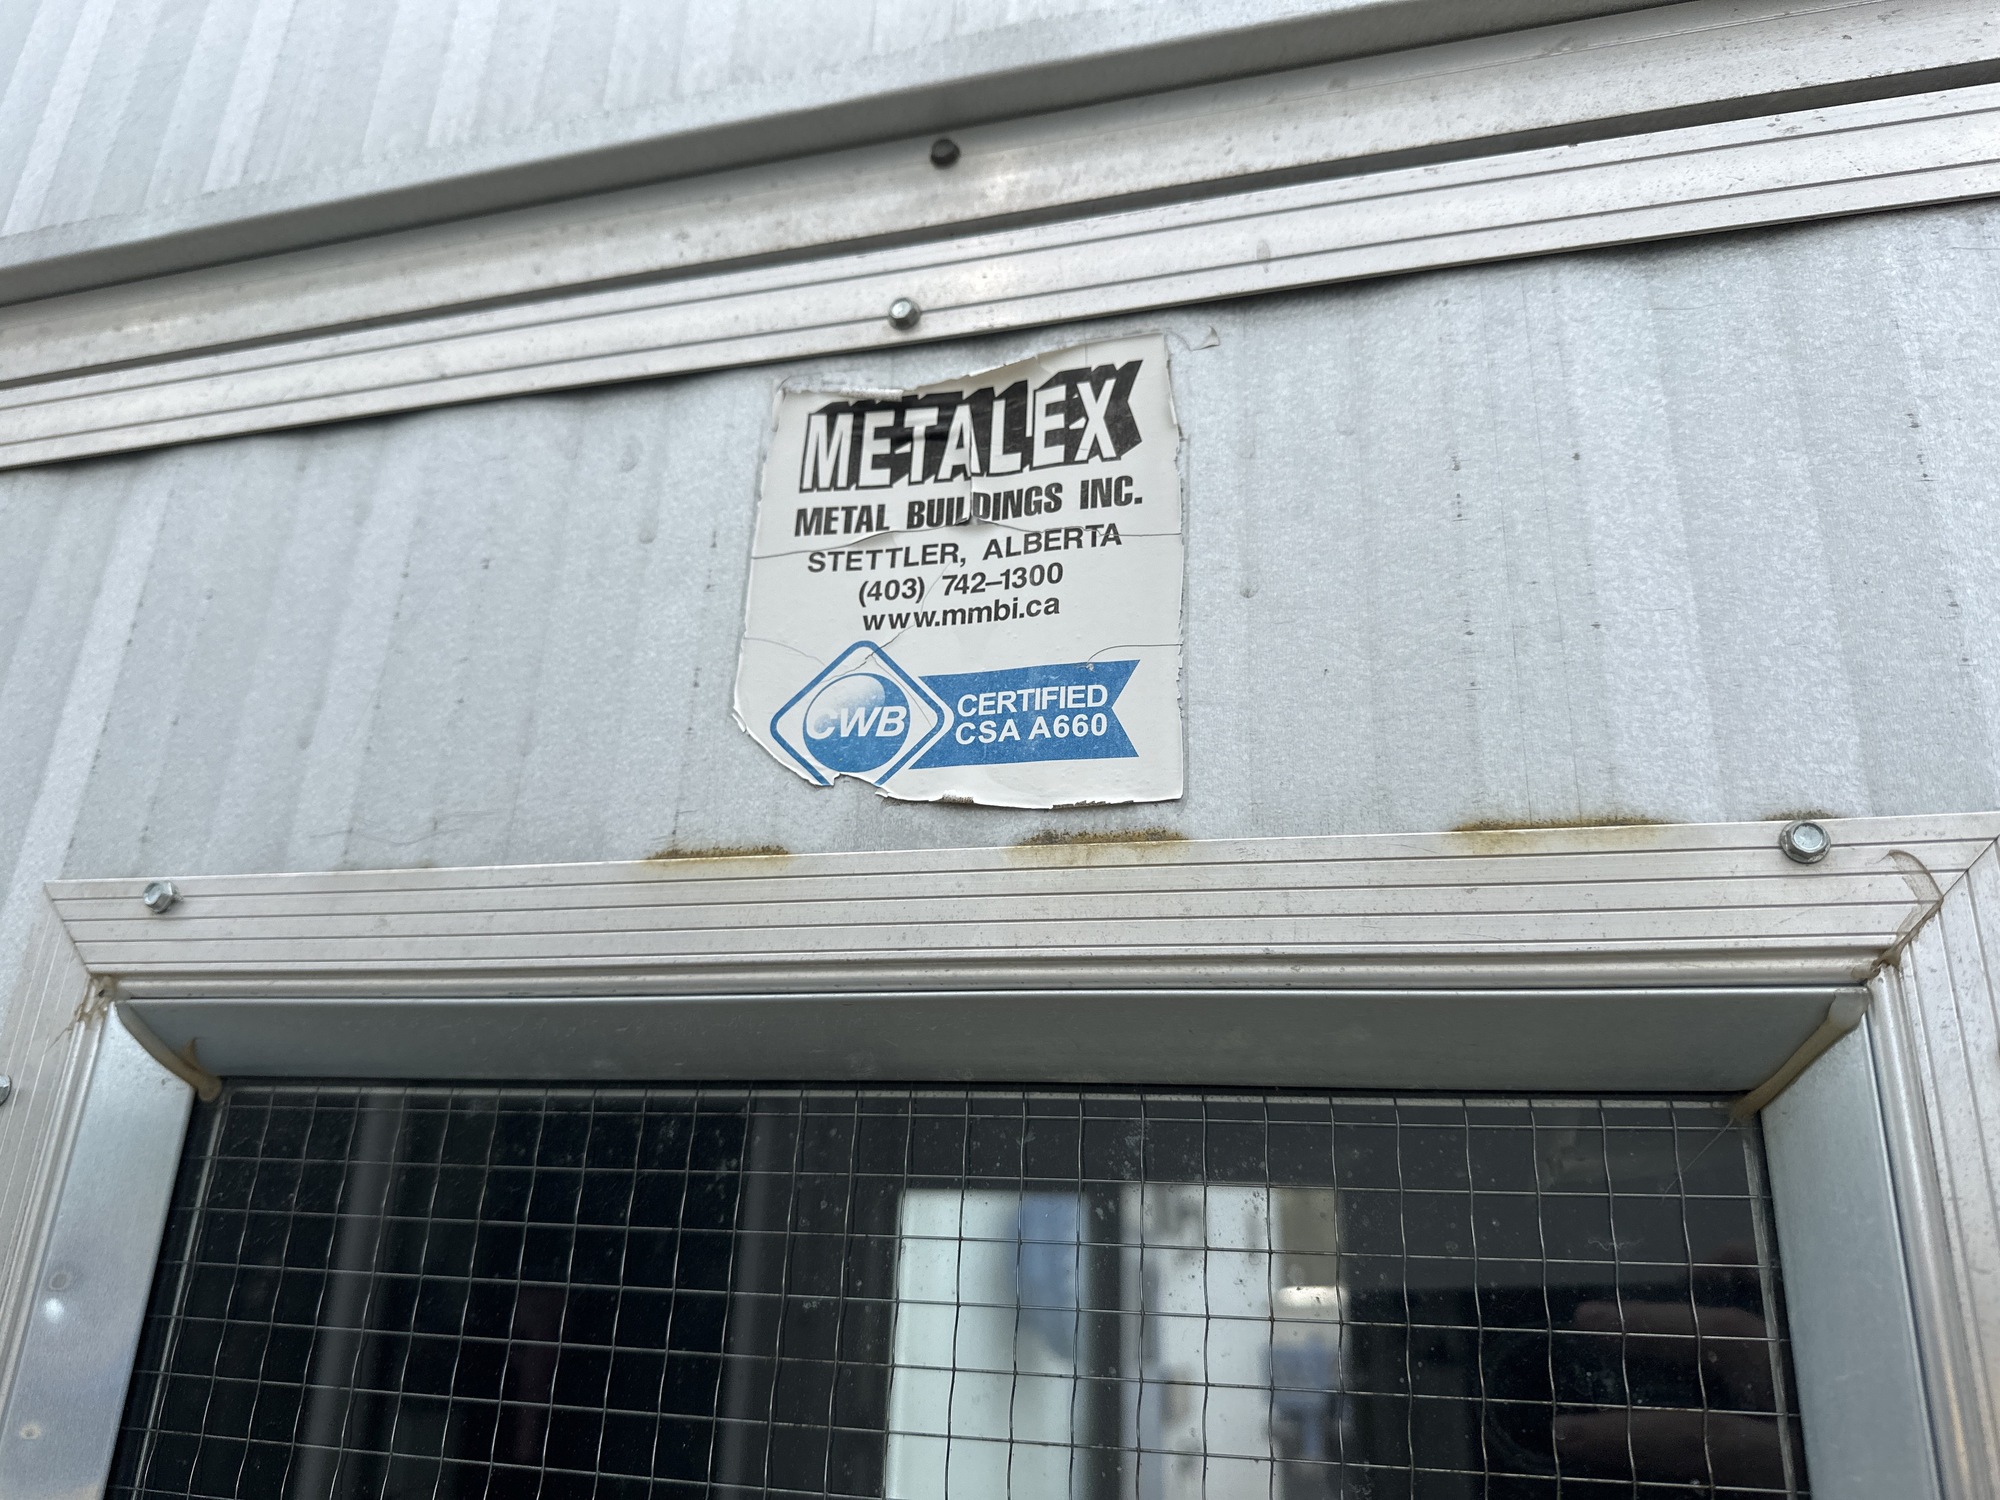 METALEX
METAL BUILDINGS INC.
STETTLER, ALBERTA
(403) 742–1300
www.mmbi.ca
CWB
CERTIFIED
CSA A660